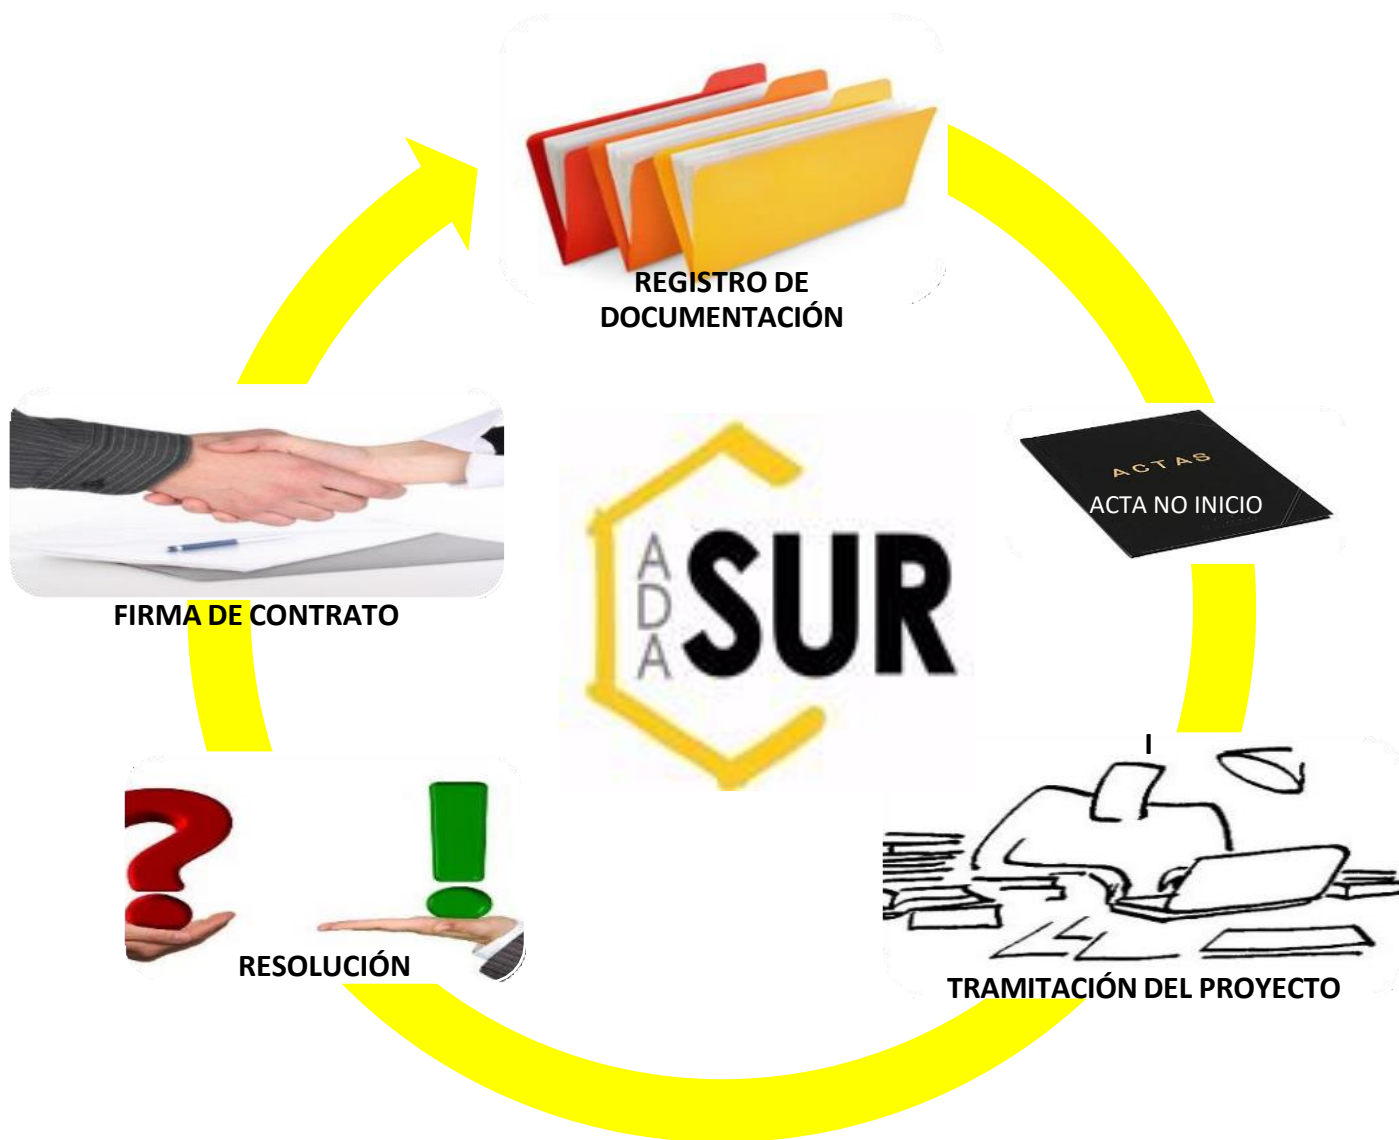 REGISTRO DE
DOCUMENTACIÓN
ACTAS
ACTA NO INICIO
ADA
SUR
FIRMA DE CONTRATO
I
RESOLUCIÓN
TRAMITACIÓN DEL PROYECTO